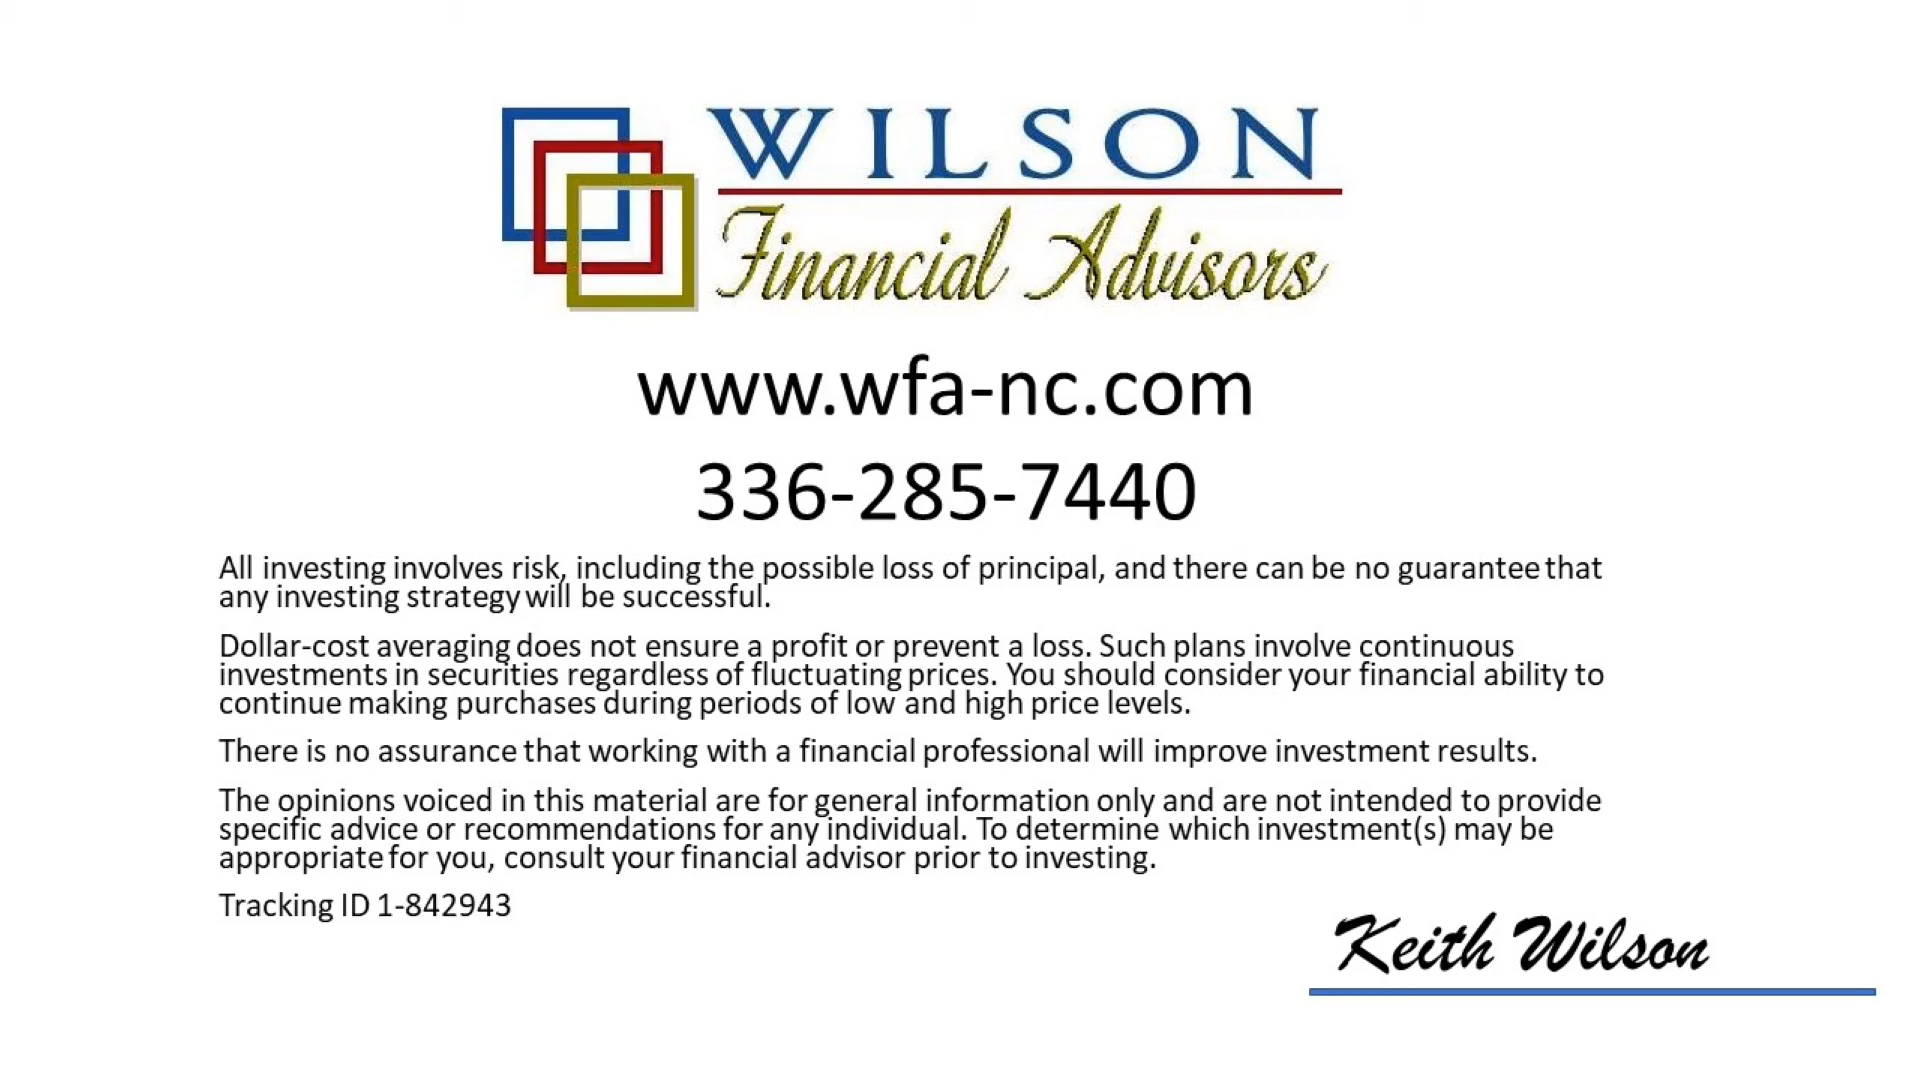 WILSON
Financial Advisors
www.wfa-nc.com
336-285-7440
All investing involves risk, including the possible loss of principal, and there can be no guarantee that
any investing strategy will be successful.
Dollar-cost averaging does not ensure a profit or prevent a loss. Such plans involve continuous
investments in securities regardless of fluctuating prices. You should consider your financial ability to
continue making purchases during periods of low and high price levels.
There is no assurance that working with a financial professional will improve investment results.
The opinions voiced in this material are for general information only and are not intended to provide
specific advice or recommendations for any individual. To determine which investment(s) may be
appropriate for you, consult your financial advisor prior to investing.
Tracking ID 1-842943
Keith Wilson